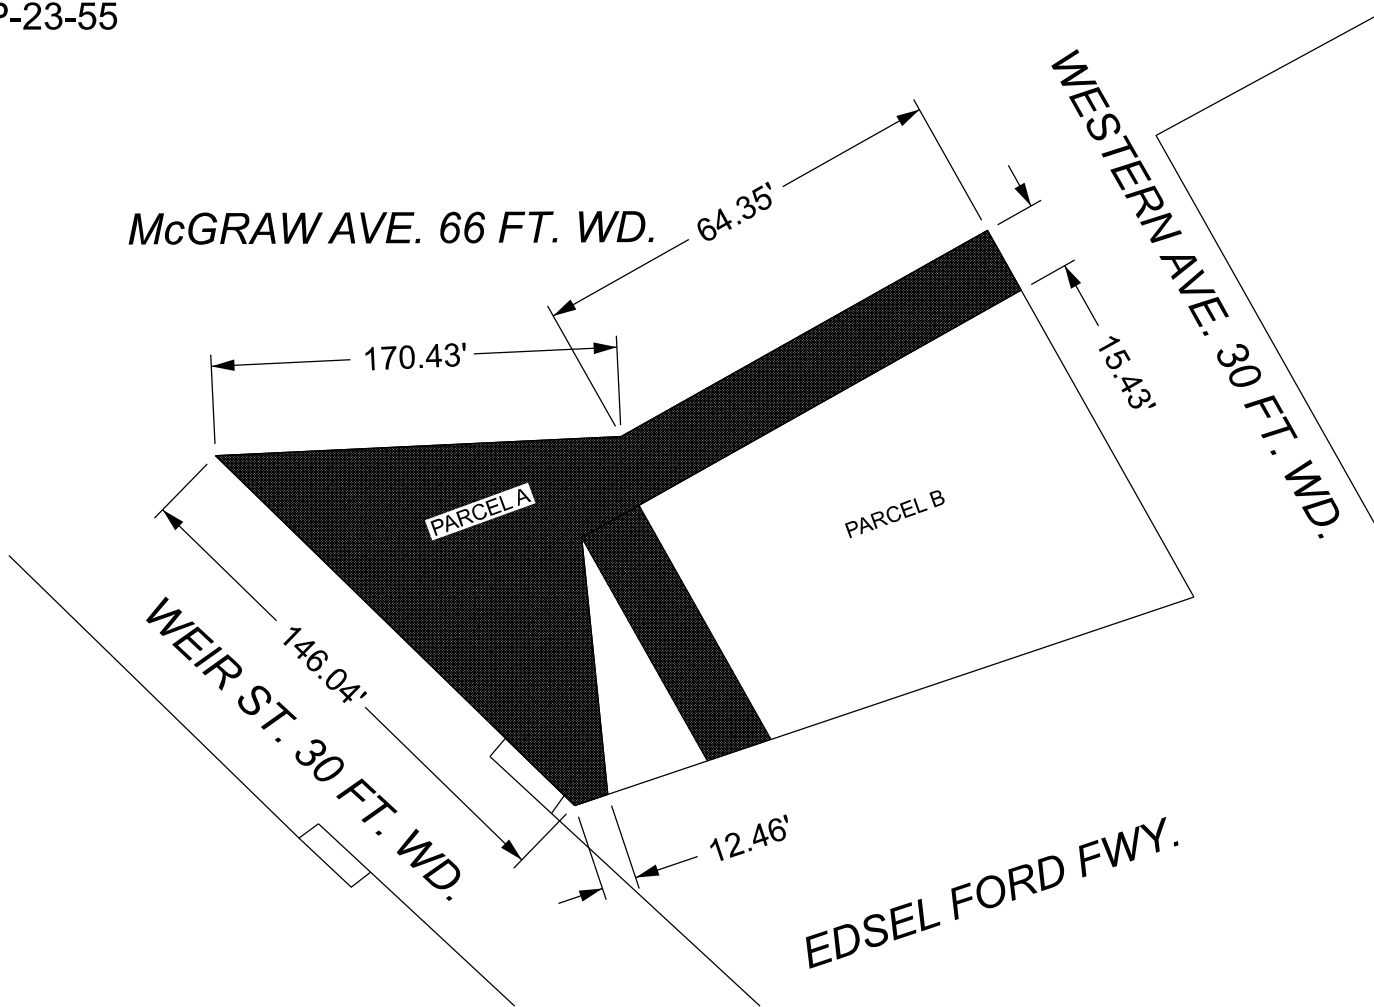 P-23-55
WESTERN AVE. 30 FT. WD.
64.35'
McGRAW AVE. 66 FT. WD.
170.43'
15.43'
PARCEL A
PARCEL B
146.04'
WEIR ST. 30 FT. WD.
12.46'
EDSEL FORD FWY.